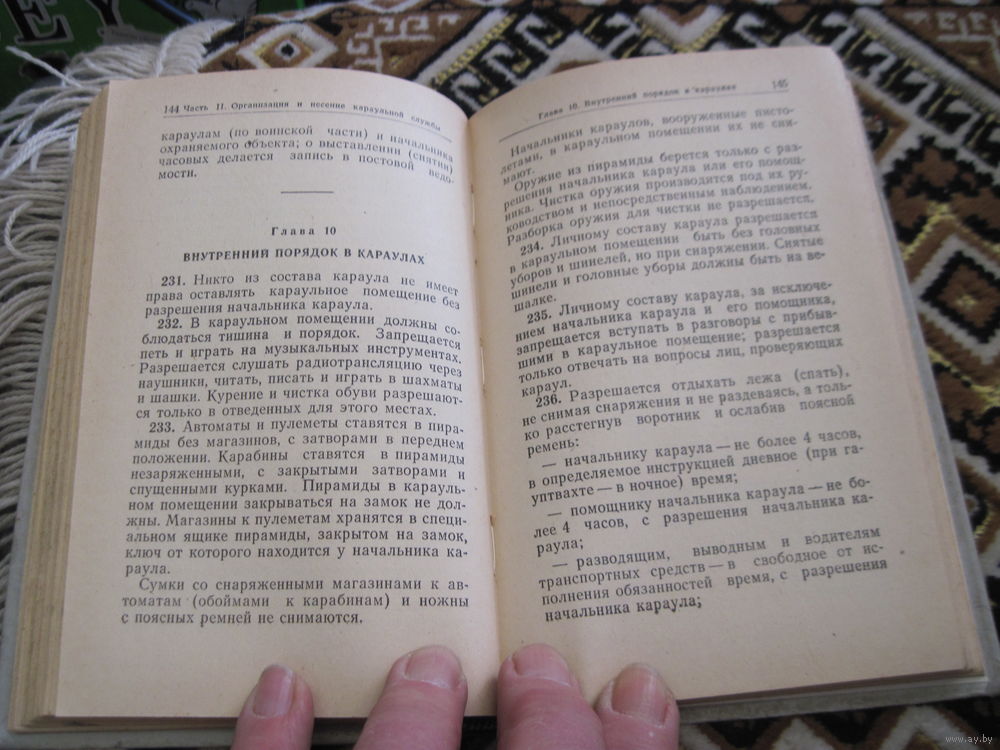 EY
144 Часть II. Организация и несение караульной службы
караулам (по воинской части) и начальника
охраняемого объекта; о выставлении (снятии)
часовых делается запись в постовой ведо-
мости.
Глава 10
ВНУТРЕННИЙ ПОРЯДОК В КАРАУЛАХ
231. Никто из состава караула не имеет
права оставлять караульное помещение без
разрешения начальника караула.
232. В караульном помещении должны со-
блюдаться тишина и порядок. Запрещается
петь и играть на музыкальных инструментах.
Разрешается слушать радиотрансляцию через
наушники, читать, писать и играть в шахматы
и шашки. Курение и чистка обуви разрешают-
ся только в отведенных для этого местах.
233. Автоматы и пулеметы ставятся в пира-
миды без магазинов, с затворами в переднем
положении. Карабины ставятся в пирамиды
незаряженными, с закрытыми затворами и
спущенными курками. Пирамиды в карауль-
ном помещении закрываться на замок не дол-
жны. Магазины к пулеметам хранятся в специ-
альном ящике пирамиды, закрытом на замок,
ключ от которого находится у начальника ка-
раула.
Сумки со снаряженными магазинами к ав-
томатам (обоймами к карабинам) и ножны
с поясных ремней не снимаются.
Глава 10. Внутренний порядок в караулах 145
Начальники караулов, вооруженные писто-
летами, в караульном помещении их не сни-
мают.
Оружие из пирамиды берется только с раз-
решения начальника караула или его помощ-
ника. Чистка оружия производится под их ру-
ководством и непосредственным наблюдением.
Разборка оружия для чистки не разрешается.
234. Личному составу караула разрешается
в караульном помещении быть без головных
уборов и шинелей, но при снаряжении. Снятые
шинели и головные уборы должны быть на ве-
шалке.
235. Личному составу караула, за исключе-
нием начальника караула и его помощника,
запрещается вступать в разговоры с прибыв-
шими в караульное помещение; разрешается
только отвечать на вопросы лиц, проверяющих
караул.
236. Разрешается отдыхать лежа (спать),
не снимая снаряжения и не раздеваясь, а толь-
ко расстегнув воротник и ослабив поясной
ремень:
— начальнику караула — не более 4 часов,
в определяемое инструкцией дневное (при га-
уптвахте — в ночное) время;
— помощнику начальника караула — не бо-
лее 4 часов, с разрешения начальника ка-
раула;
— разводящим, выводным и водителям
транспортных средств — в свободное от ис-
полнения обязанностей время, с разрешения
начальника караула;
www.ay.by